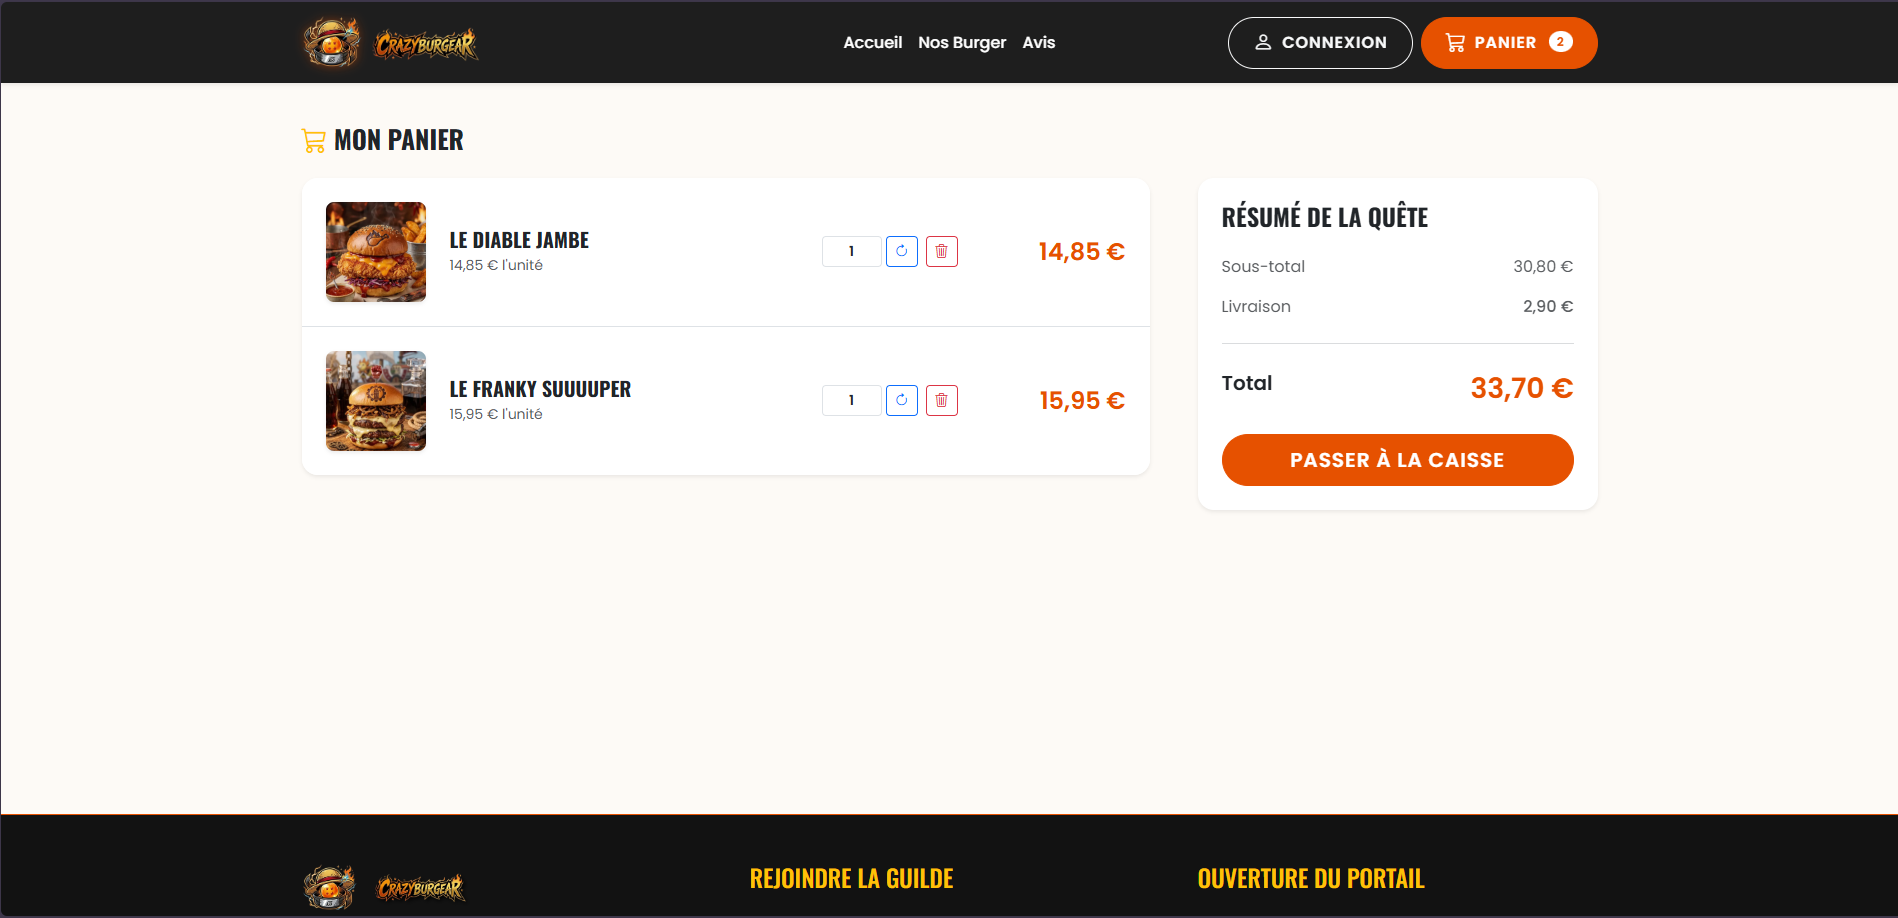 CRAZYBURGEAR
Accueil Nos Burger Avis
CONNEXION
PANIER 2
MON PANIER
LE DIABLE JAMBE
14,85 € l'unité
1
14,85 €
LE FRANKY SUUUUPER
15,95 € l'unité
1
15,95 €
RÉSUMÉ DE LA QUÊTE
Sous-total 30,80 €
Livraison 2,90 €
Total 33,70 €
PASSER À LA CAISSE
CRAZYBURGEAR
REJOINDRE LA GUILDE
OUVERTURE DU PORTAIL